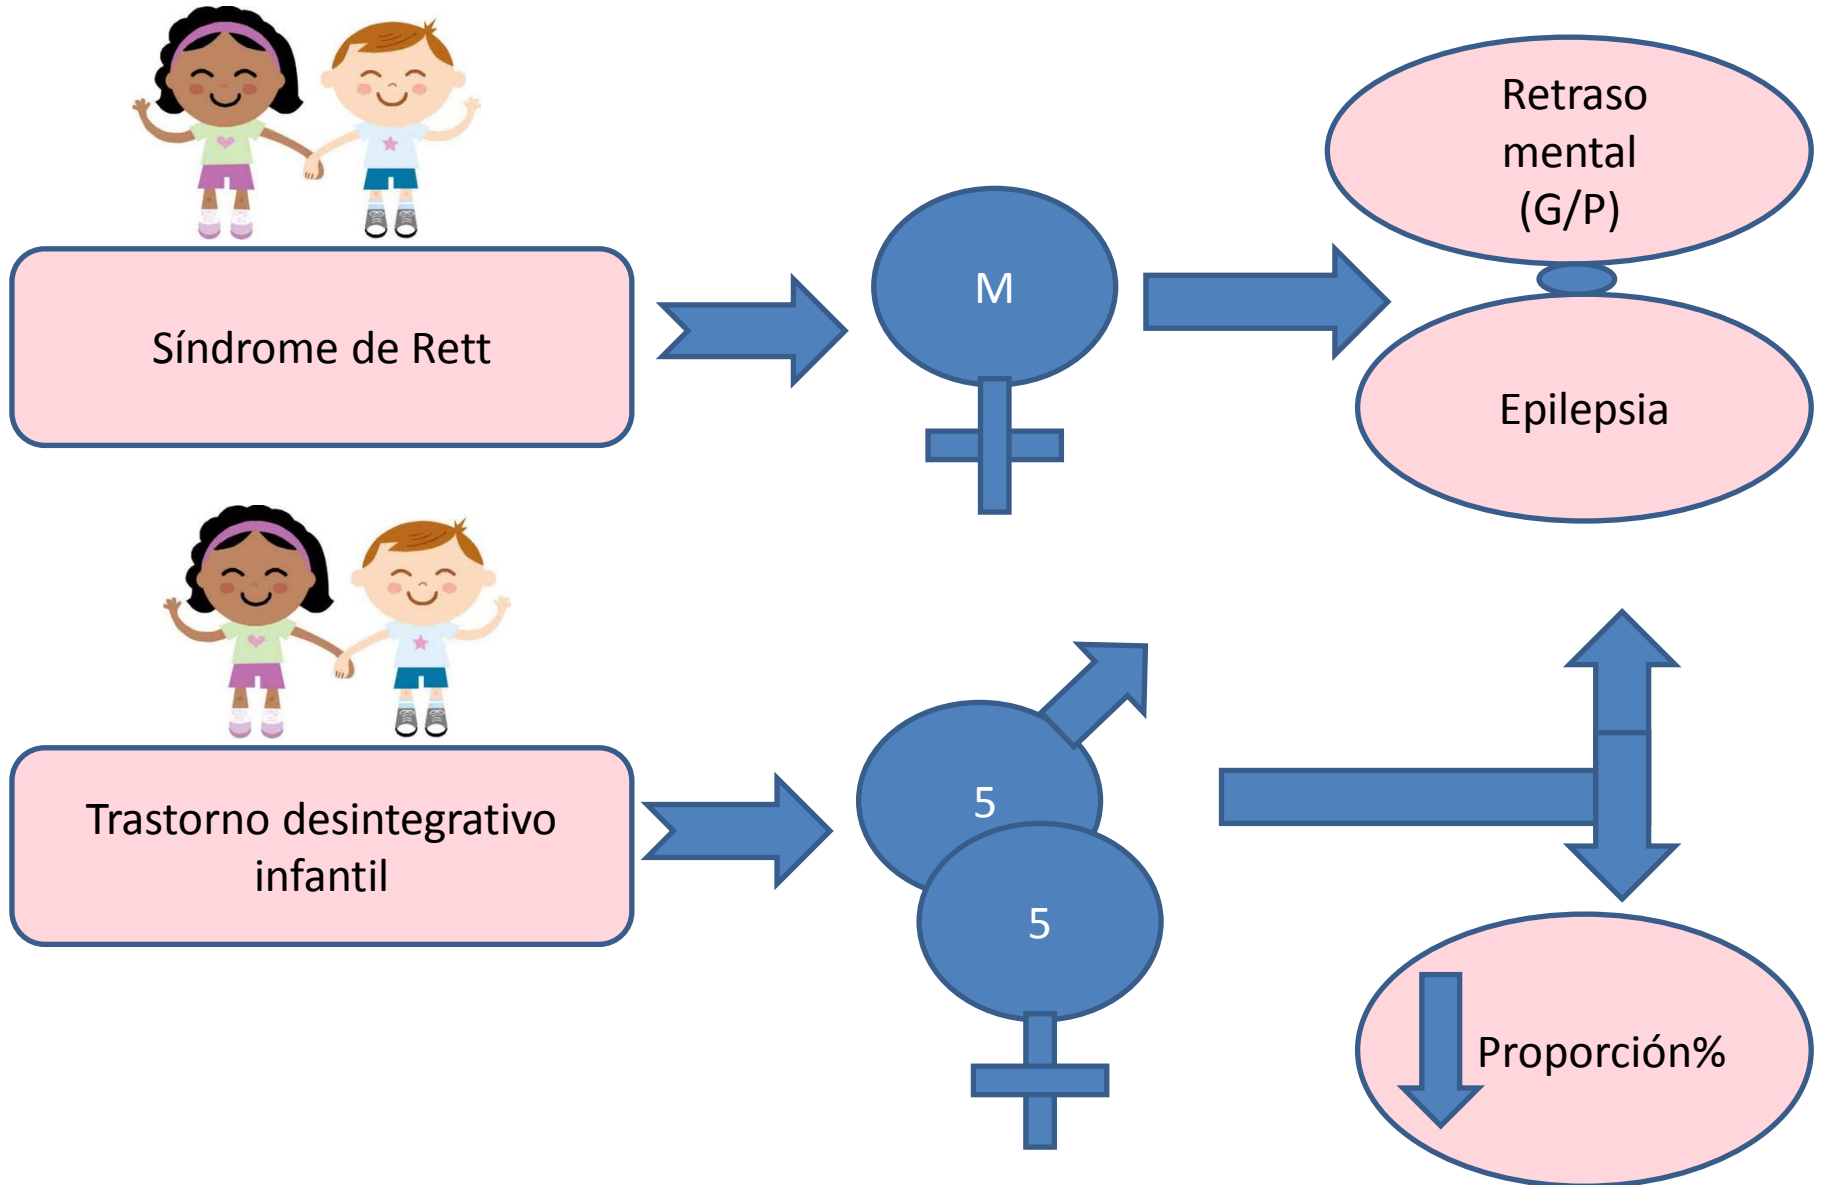 Síndrome de Rett
M
Retraso
mental
(G/P)
Epilepsia
Trastorno desintegrativo
infantil
5
5
Proporción%